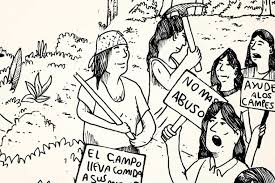 EL CAMPO
LLEVA COMIDA
A SUS
NO MA
ABUSO
AYUDE
A LOS
CAMPES